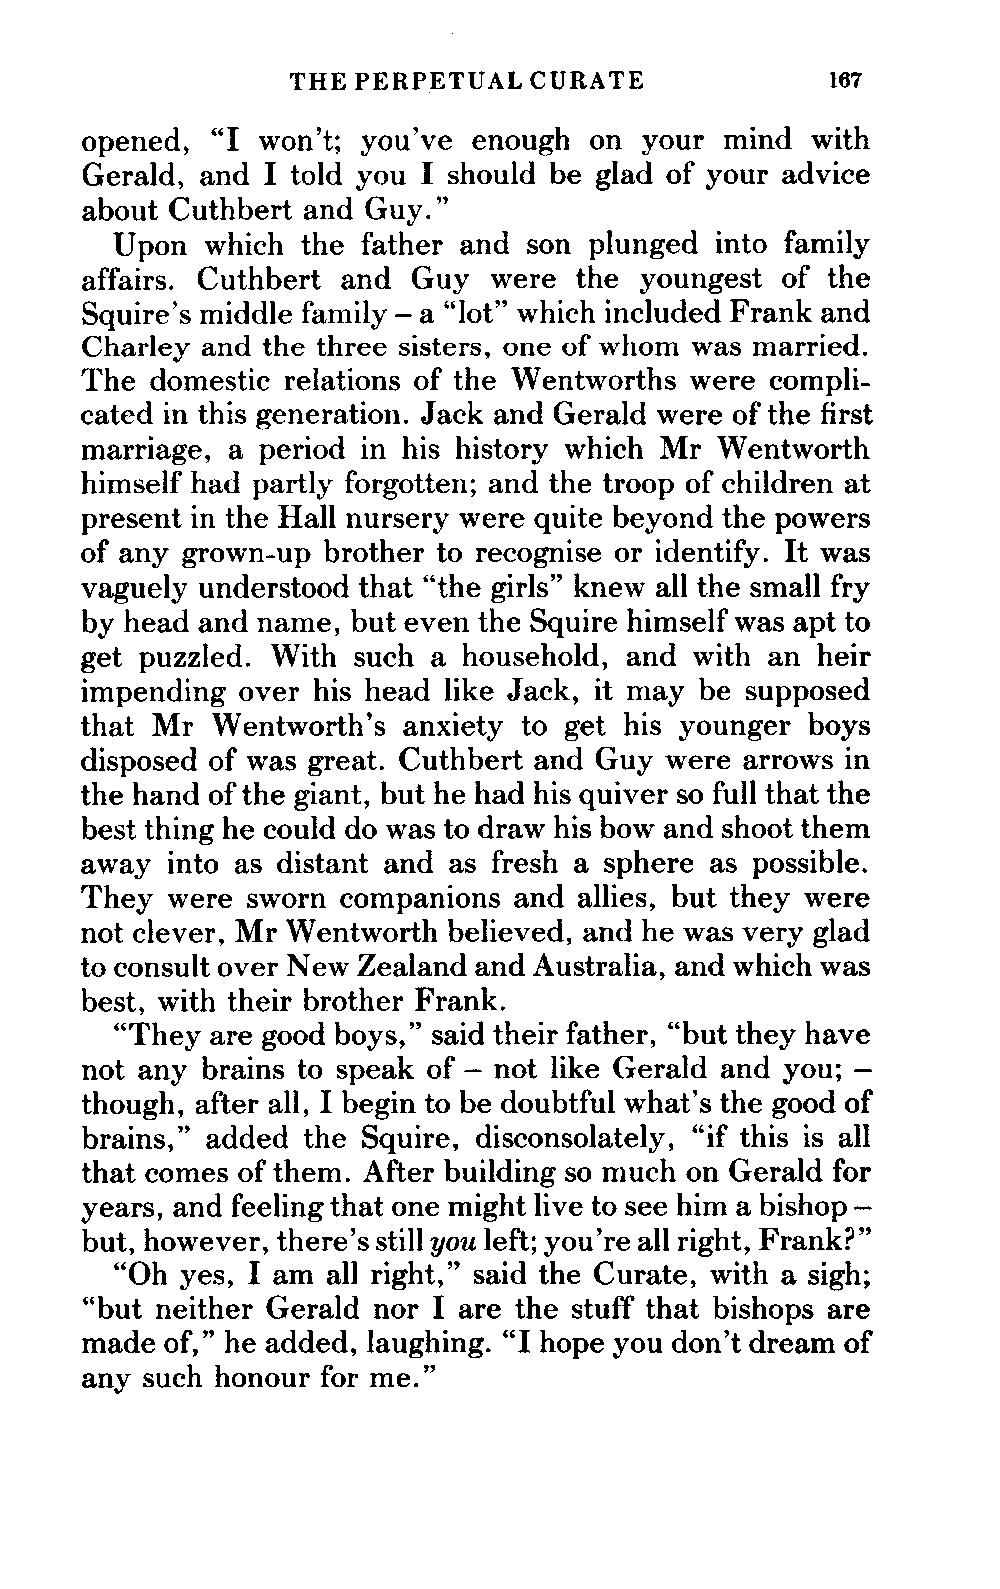 THE PERPETUAL CURATE 167
opened, “I won’t; you’ve enough on your mind with
Gerald, and I told you I should be glad of your advice
about Cuthbert and Guy.”
Upon which the father and son plunged into family
affairs. Cuthbert and Guy were the youngest of the
Squire’s middle family – a “lot” which included Frank and
Charley and the three sisters, one of whom was married.
The domestic relations of the Wentworths were compli-
cated in this generation. Jack and Gerald were of the first
marriage, a period in his history which Mr Wentworth
himself had partly forgotten; and the troop of children at
present in the Hall nursery were quite beyond the powers
of any grown-up brother to recognise or identify. It was
vaguely understood that “the girls” knew all the small fry
by head and name, but even the Squire himself was apt to
get puzzled. With such a household, and with an heir
impending over his head like Jack, it may be supposed
that Mr Wentworth’s anxiety to get his younger boys
disposed of was great. Cuthbert and Guy were arrows in
the hand of the giant, but he had his quiver so full that the
best thing he could do was to draw his bow and shoot them
away into as distant and as fresh a sphere as possible.
They were sworn companions and allies, but they were
not clever, Mr Wentworth believed, and he was very glad
to consult over New Zealand and Australia, and which was
best, with their brother Frank.
“They are good boys,” said their father, “but they have
not any brains to speak of – not like Gerald and you; –
though, after all, I begin to be doubtful what’s the good of
brains,” added the Squire, disconsolately, “if this is all
that comes of them. After building so much on Gerald for
years, and feeling that one might live to see him a bishop –
but, however, there’s still you left; you’re all right, Frank?”
“Oh yes, I am all right,” said the Curate, with a sigh;
“but neither Gerald nor I are the stuff that bishops are
made of,” he added, laughing. “I hope you don’t dream of
any such honour for me.”